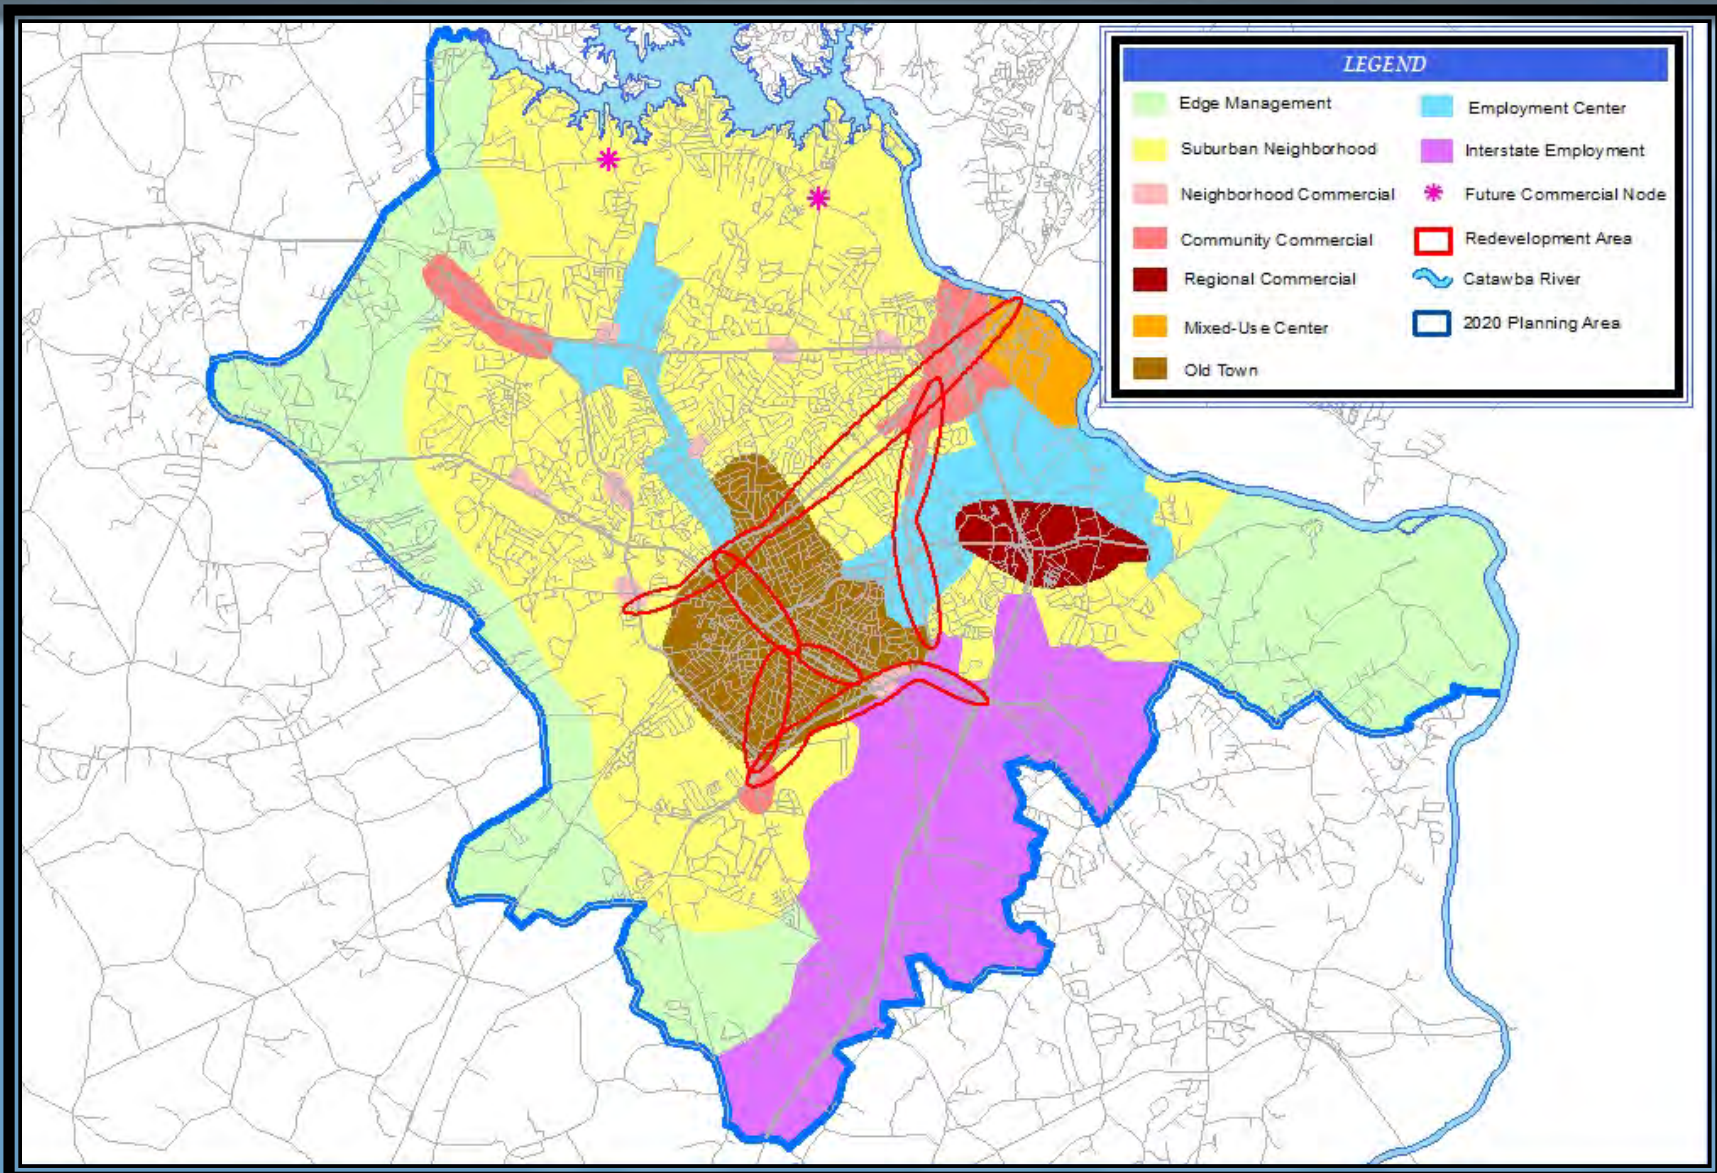 LEGEND
Edge Management
Suburban Neighborhood
Neighborhood Commercial
Community Commercial
Regional Commercial
Mixed-Use Center
Old Town
Employment Center
Interstate Employment
Future Commercial Node
Redevelopment Area
Catawba River
2020 Planning Area